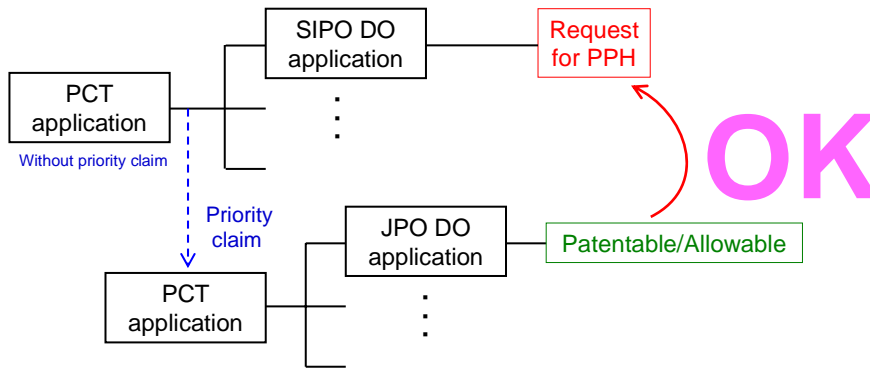 SIPO DO
application
Request
for PPH
PCT
application
Without priority claim
OK
Priority
claim
JPO DO
application
Patentable/Allowable
PCT
application